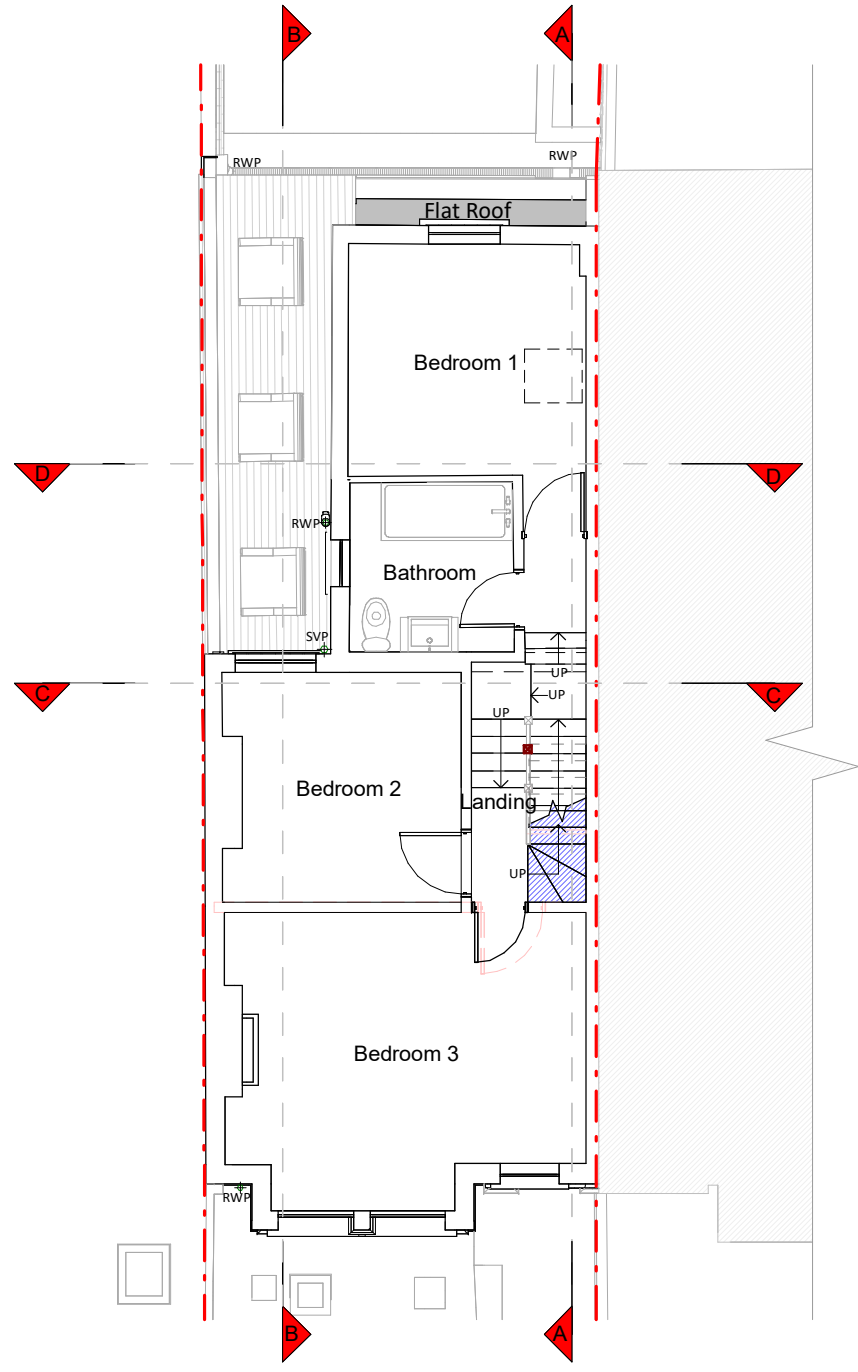 B
A
RWP
RWP
Flat Roof
Bedroom 1
D
D
RWP
Bathroom
SVP
UP
C
UP
C
UP
Bedroom 2
Landing
UP
Bedroom 3
RWP
B
A